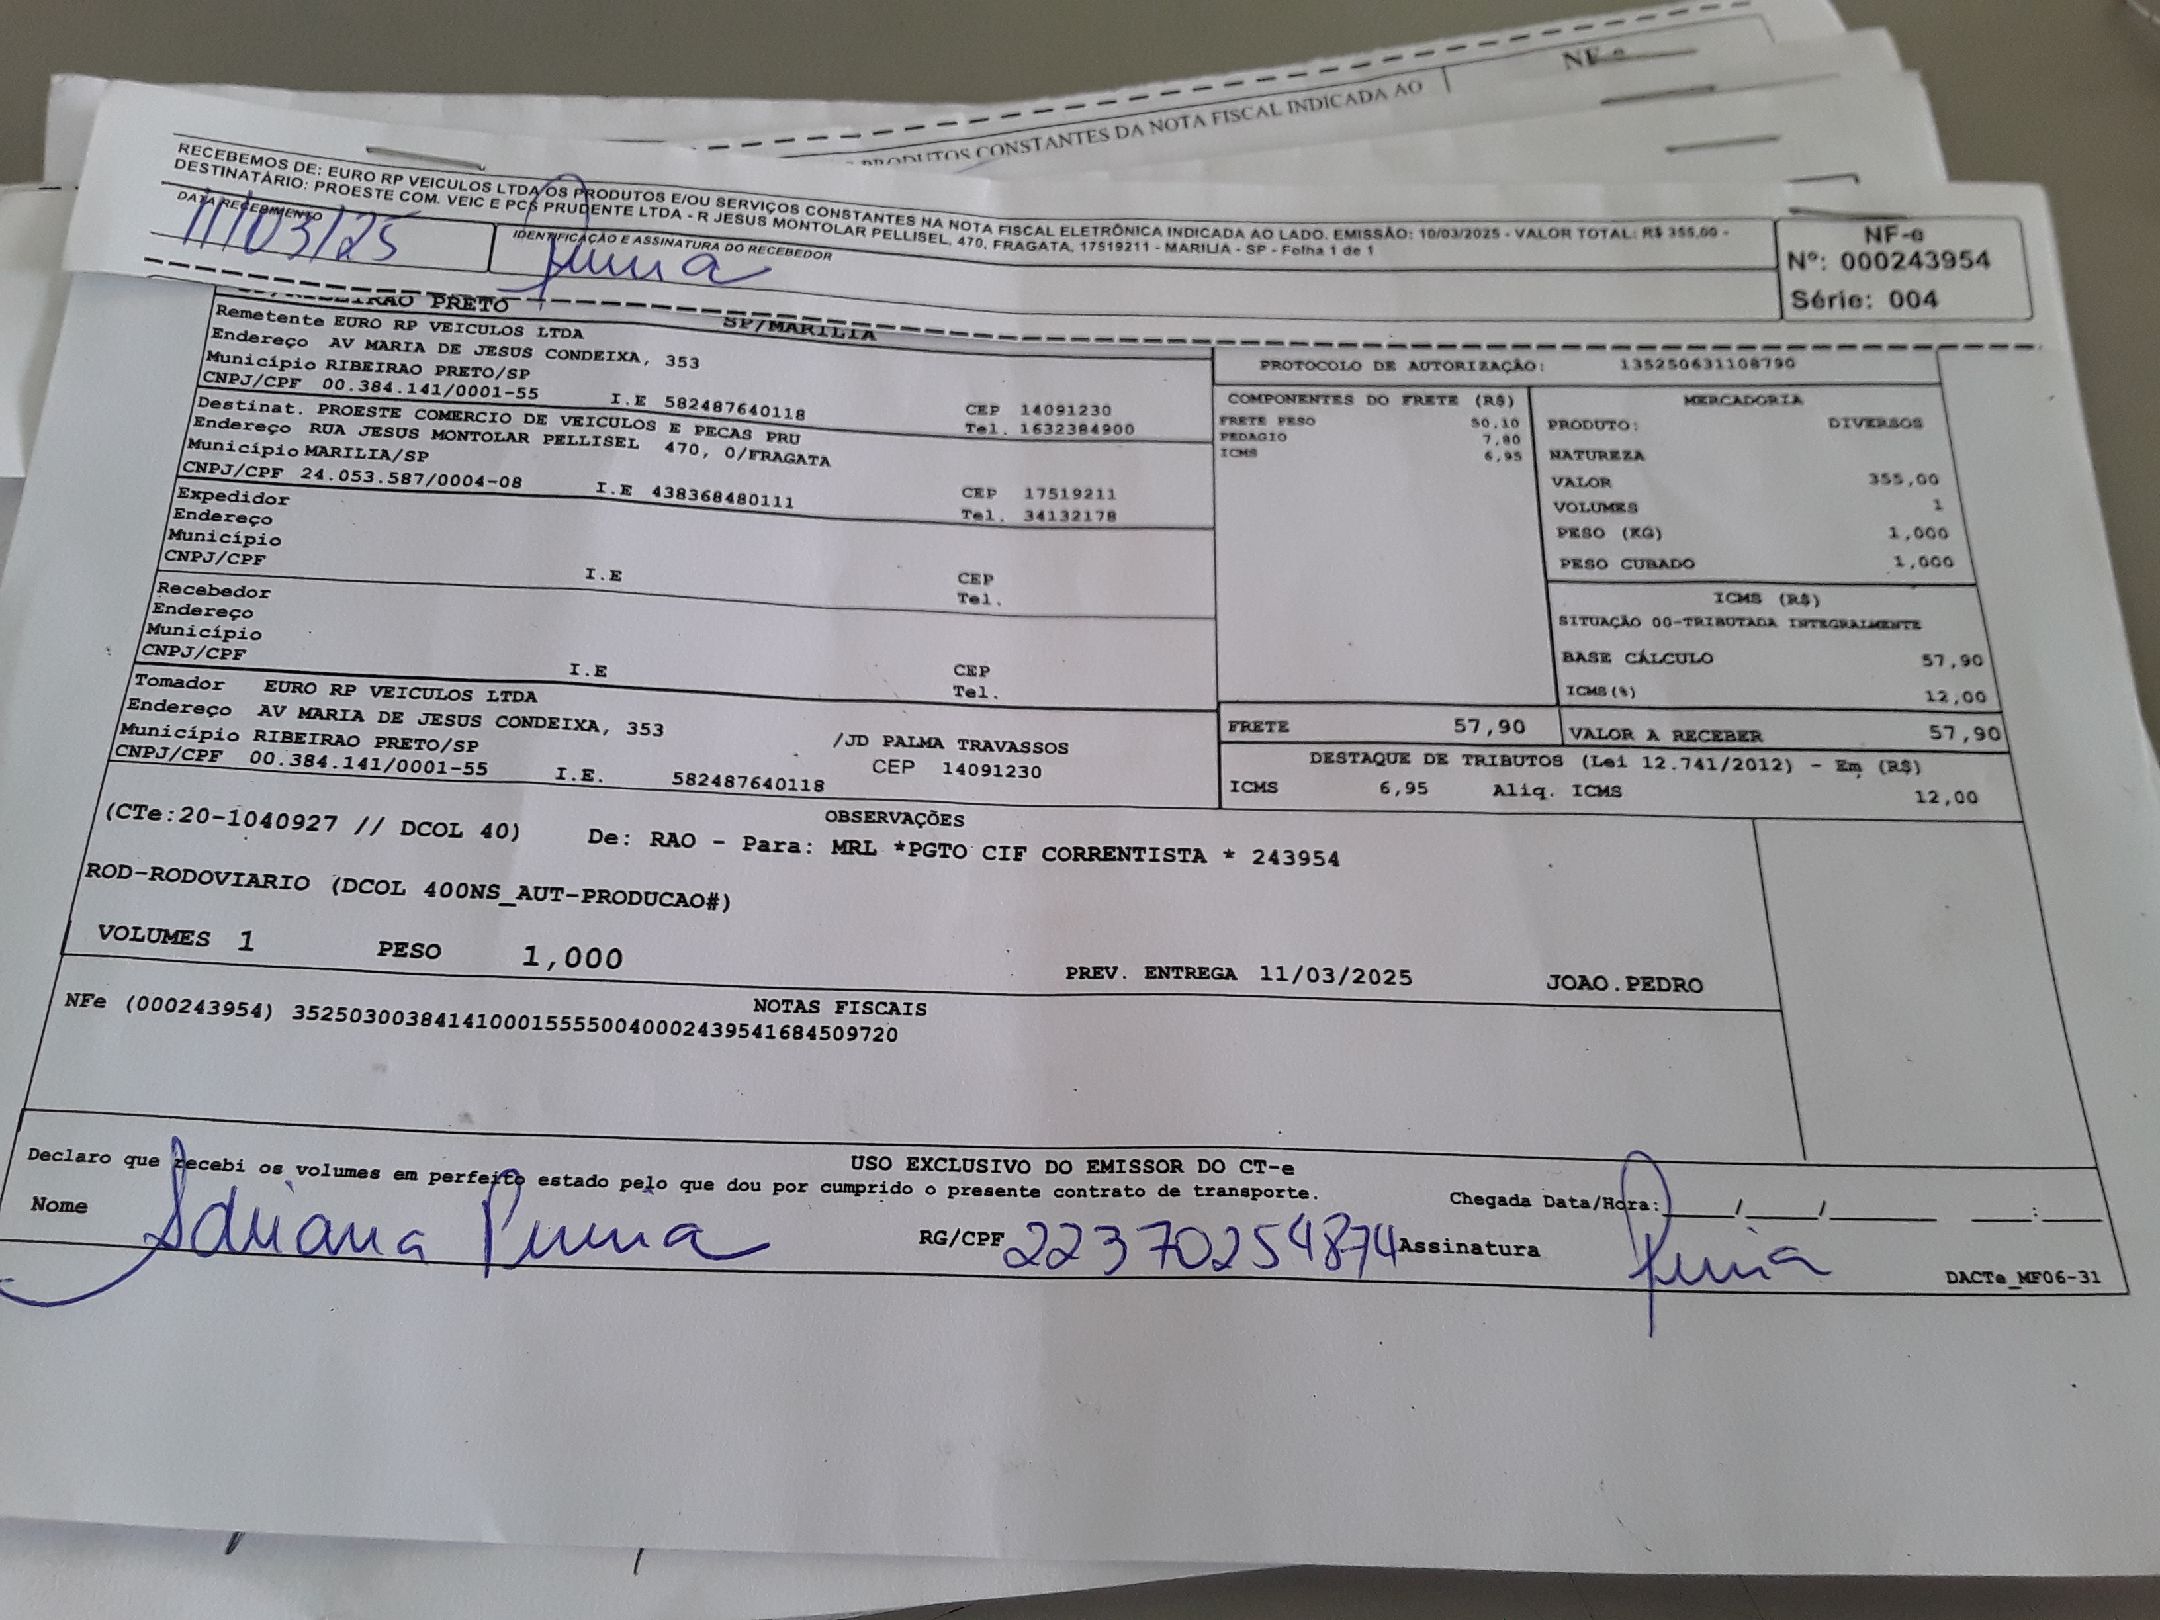 NF-e
PRODUTOS CONSTANTES DA NOTA FISCAL INDICADA AO
RECEBEMOS DE: EURO RP VEICULOS LTDA OS PRODUTOS E/OU SERVIÇOS CONSTANTES NA NOTA FISCAL ELETRÔNICA INDICADA AO LADO. EMISSÃO: 10/03/2025 - VALOR TOTAL: R$ 355,00 -
DESTINATÁRIO: PROESTE COM. VEIC E PCS PRUDENTE LTDA - R JESUS MONTOLAR PELLISEL, 470, FRAGATA, 17519211 - MARILIA - SP - Folha 1 de 1
DATA RECEBIMENTO
11/03/25
IDENTIFICAÇÃO E ASSINATURA DO RECEBEDOR
NF-e
Nº: 000243954
Série: 004
RIBEIRAO PRETO
SP/MARILIA
Remetente EURO RP VEICULOS LTDA
Endereço AV MARIA DE JESUS CONDEIXA, 353
Município RIBEIRAO PRETO/SP CEP 14091230
CNPJ/CPF 00.384.141/0001-55 I.E 582487640118 Tel. 1632384900
Destinat. PROESTE COMERCIO DE VEICULOS E PECAS PRU
Endereço RUA JESUS MONTOLAR PELLISEL 470, 0/FRAGATA
Município MARILIA/SP CEP 17519211
CNPJ/CPF 24.053.587/0004-08 I.E 438368480111 Tel. 34132178
Expedidor
Endereço
Município CEP
CNPJ/CPF I.E Tel.
Recebedor
Endereço
Município CEP
CNPJ/CPF I.E Tel.
Tomador EURO RP VEICULOS LTDA
Endereço AV MARIA DE JESUS CONDEIXA, 353 /JD PALMA TRAVASSOS
Município RIBEIRAO PRETO/SP CEP 14091230
CNPJ/CPF 00.384.141/0001-55 I.E. 582487640118
PROTOCOLO DE AUTORIZAÇÃO: 135250631108790
COMPONENTES DO FRETE (R$)
FRETE PESO 50,10
PEDAGIO 7,80
ICMS 6,95
MERCADORIA
PRODUTO: DIVERSOS
NATUREZA
VALOR 355,00
VOLUMES 1
PESO (KG) 1,000
PESO CUBADO 1,000
ICMS (R$)
SITUAÇÃO 00-TRIBUTADA INTEGRALMENTE
BASE CÁLCULO 57,90
ICMS(%) 12,00
FRETE 57,90
VALOR A RECEBER 57,90
DESTAQUE DE TRIBUTOS (Lei 12.741/2012) - Em (R$)
ICMS 6,95 Aliq. ICMS 12,00
OBSERVAÇÕES
(CTe:20-1040927 // DCOL 40) De: RAO - Para: MRL *PGTO CIF CORRENTISTA * 243954
ROD-RODOVIARIO (DCOL 400NS_AUT-PRODUCAO#)
VOLUMES 1 PESO 1,000 PREV. ENTREGA 11/03/2025 JOAO.PEDRO
NOTAS FISCAIS
NFe (000243954) 35250300384141000155550040002439541684509720
USO EXCLUSIVO DO EMISSOR DO CT-e
Declaro que recebi os volumes em perfeito estado pelo que dou por cumprido o presente contrato de transporte.
Chegada Data/Hora: ____/____/______ ___:___
Nome Adriana
RG/CPF 22370254874 Assinatura
DACTe_MF06-31